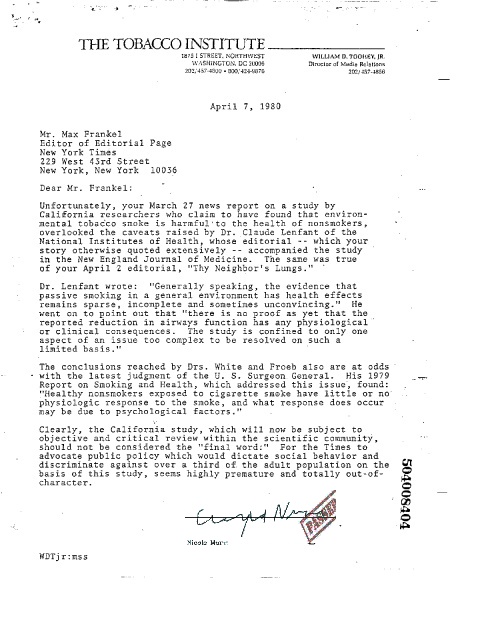 THE TOBACCO INSTITUTE
1875 I STREET, NORTHWEST
WASHINGTON, DC 20006
202/457-4800 • 800/424-9876
WILLIAM D. TOOHEY, JR.
Director of Media Relations
202/457-4856
April 7, 1980
Mr. Max Frankel
Editor of Editorial Page
New York Times
229 West 43rd Street
New York, New York 10036
Dear Mr. Frankel:
Unfortunately, your March 27 news report on a study by
California researchers who claim to have found that environ-
mental tobacco smoke is harmful to the health of nonsmokers,
overlooked the caveats raised by Dr. Claude Lenfant of the
National Institutes of Health, whose editorial -- which your
story otherwise quoted extensively -- accompanied the study
in the New England Journal of Medicine. The same was true
of your April 2 editorial, "Thy Neighbor's Lungs."
Dr. Lenfant wrote: "Generally speaking, the evidence that
passive smoking in a general environment has health effects
remains sparse, incomplete and sometimes unconvincing." He
went on to point out that "there is no proof as yet that the
reported reduction in airways function has any physiological
or clinical consequences. The study is confined to only one
aspect of an issue too complex to be resolved on such a
limited basis."
The conclusions reached by Drs. White and Froeb also are at odds
with the latest judgment of the U. S. Surgeon General. His 1979
Report on Smoking and Health, which addressed this issue, found:
"Healthy nonsmokers exposed to cigarette smoke have little or no
physiologic response to the smoke, and what response does occur
may be due to psychological factors."
Clearly, the California study, which will now be subject to
objective and critical review within the scientific community,
should not be considered the "final word." For the Times to
advocate public policy which would dictate social behavior and
discriminate against over a third of the adult population on the
basis of this study, seems highly premature and totally out-of-
character.
PASSED
Nicole Murr
WDTjr:mss
504008404